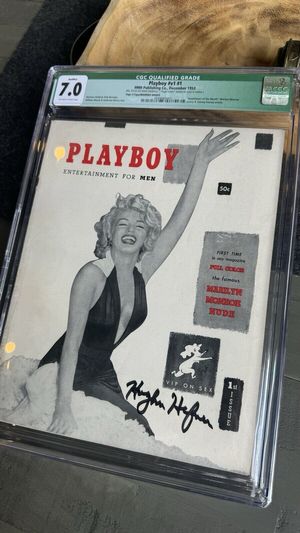 CGC QUALIFIED GRADE
7.0
Playboy #v1 #1
HMH Publishing Co., December 1953
PLAYBOY
ENTERTAINMENT FOR MEN
50c
FIRST TIME
in any magazine
FULL COLOR
the famous
MARILYN
MONROE
NUDE
VIP ON SEX
1st
ISSUE
Hugh Hefner